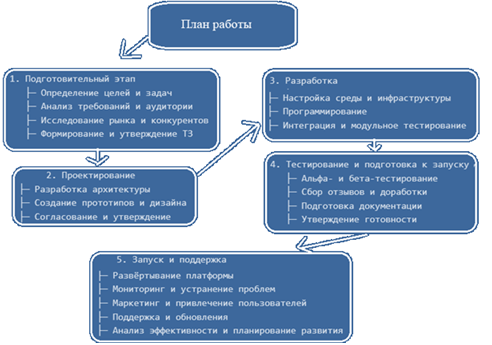 План работы
1. Подготовительный этап
├─ Определение целей и задач
├─ Анализ требований и аудитории
├─ Исследование рынка и конкурентов
├─ Формирование и утверждение ТЗ
2. Проектирование
├─ Разработка архитектуры
├─ Создание прототипов и дизайна
├─ Согласование и утверждение
3. Разработка
├─ Настройка среды и инфраструктуры
├─ Программирование
├─ Интеграция и модульное тестирование
4. Тестирование и подготовка к запуску
├─ Альфа- и бета-тестирование
├─ Сбор отзывов и доработки
├─ Подготовка документации
├─ Утверждение готовности
5. Запуск и поддержка
├─ Развёртывание платформы
├─ Мониторинг и устранение проблем
├─ Маркетинг и привлечение пользователей
├─ Поддержка и обновления
├─ Анализ эффективности и планирование развития